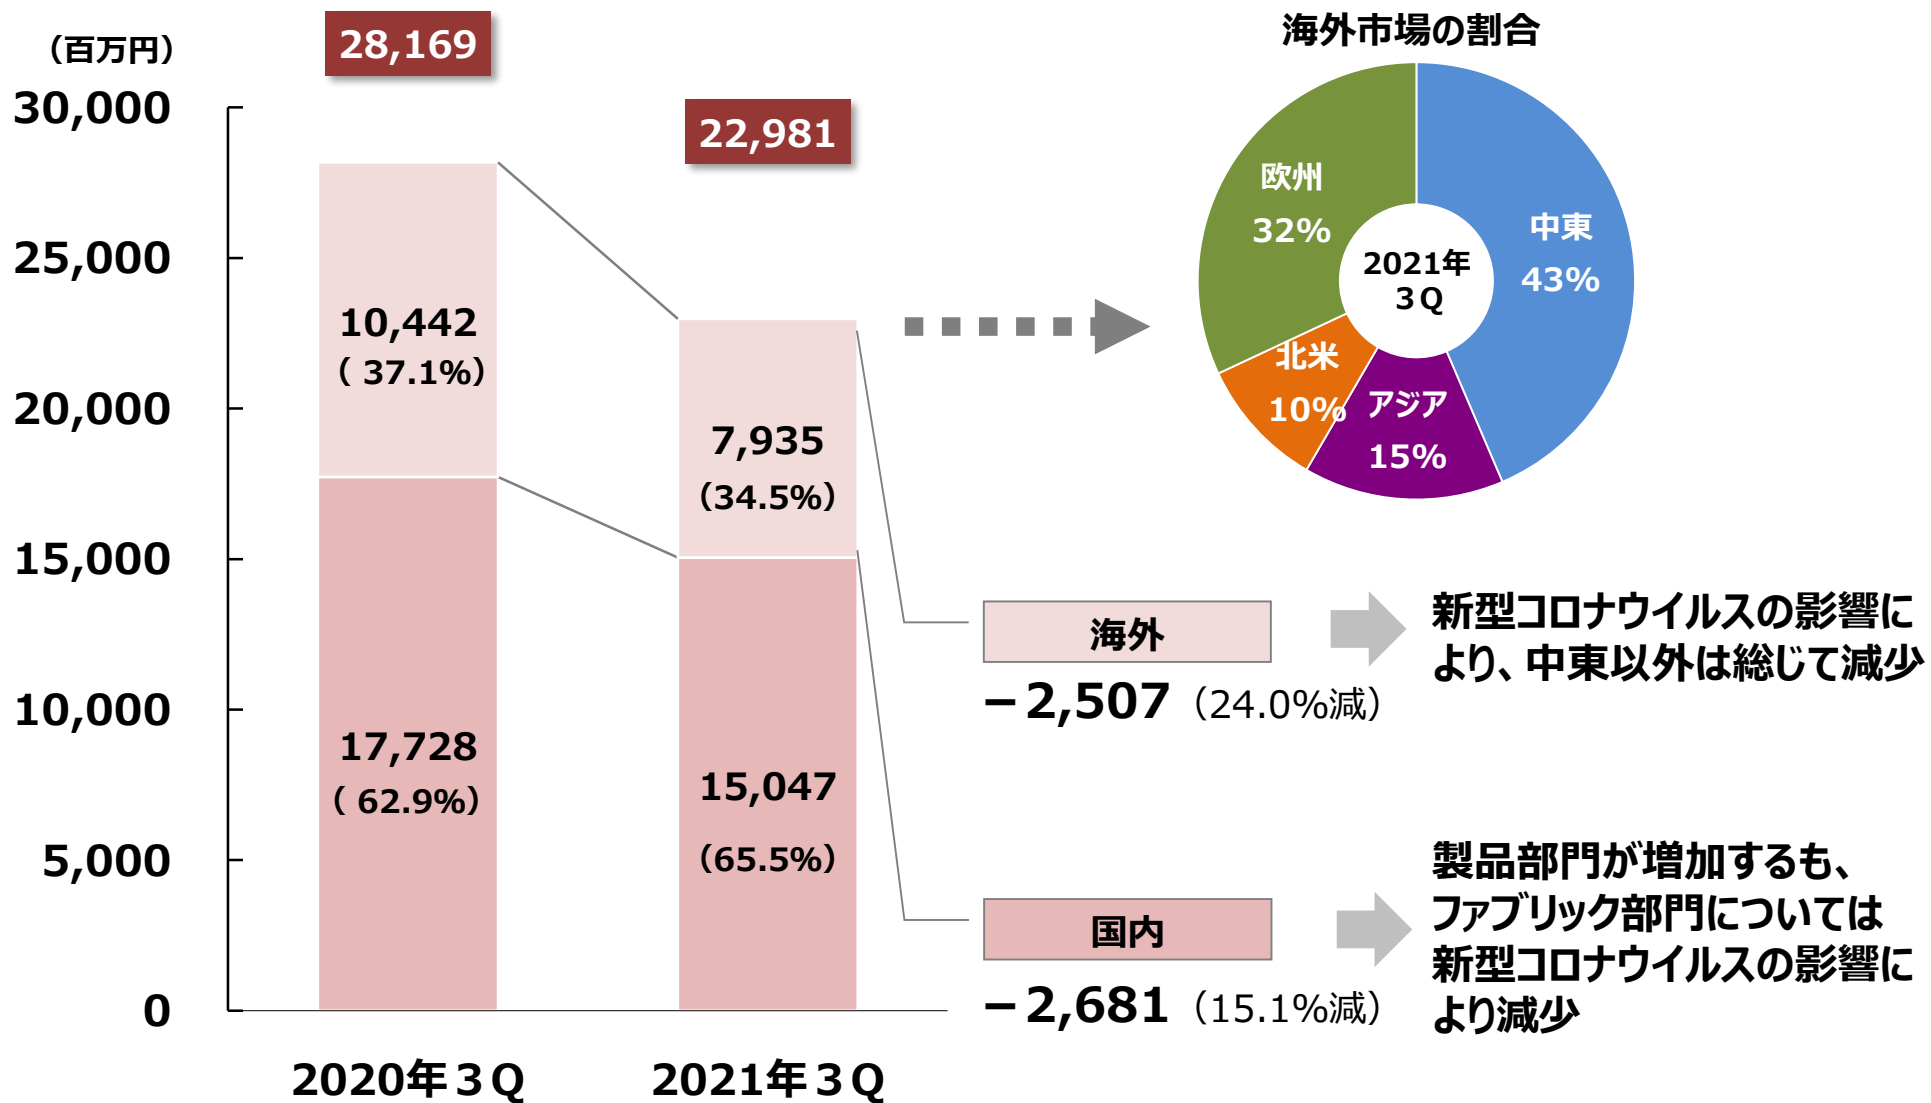 （百万円）
28,169
22,981
30,000
25,000
20,000
15,000
10,000
5,000
0
10,442
( 37.1%)
17,728
( 62.9%)
7,935
(34.5%)
15,047
(65.5%)
2020年３Q
2021年３Q
海外市場の割合
欧州
32%
中東
43%
2021年
３Q
北米
10%
アジア
15%
海外
－2,507（24.0%減）
新型コロナウイルスの影響に
より、中東以外は総じて減少
国内
－2,681（15.1%減）
製品部門が増加するも、
ファブリック部門については
新型コロナウイルスの影響に
より減少